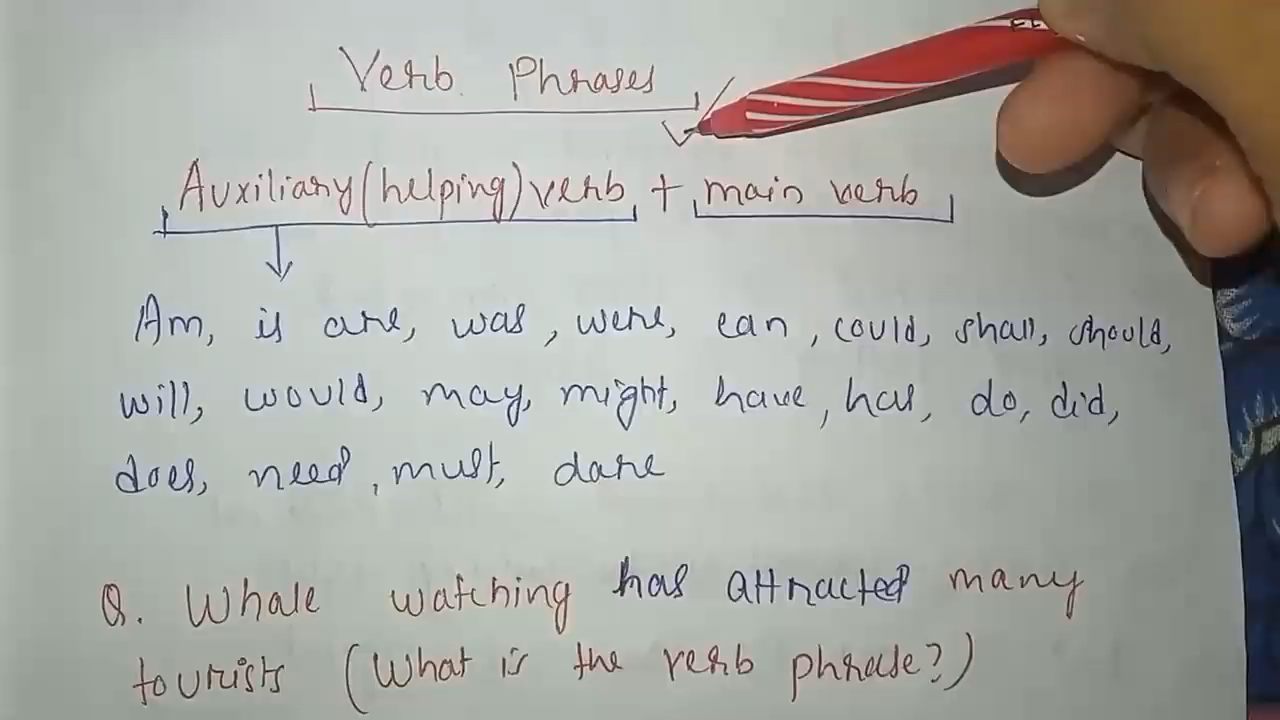 Verb Phrases
Auxiliary(helping)verb + main verb
Am, is are, was, were, can, could, shall, should,
will, would, may, might, have, has, do, did,
does, need, must, dare
Q. Whale watching has attracted many
tourists (What is the verb phrase?)